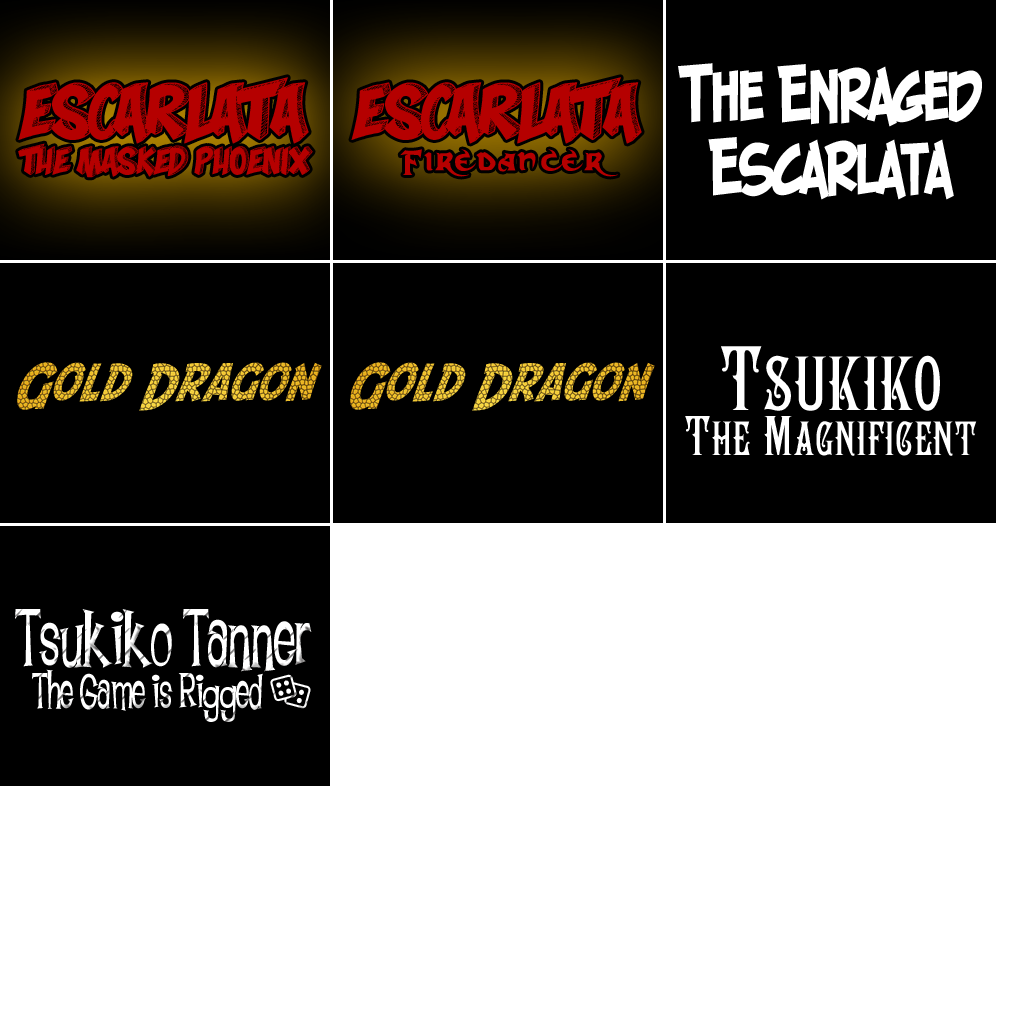 ESCARLATA
THE MASKED PHOENIX
ESCARLATA
FIREDANCER
THE ENRAGED
ESCARLATA
GOLD DRAGON
GOLD DRAGON
TSUKIKO
THE MAGNIFICENT
Tsukiko Tanner
The Game is Rigged